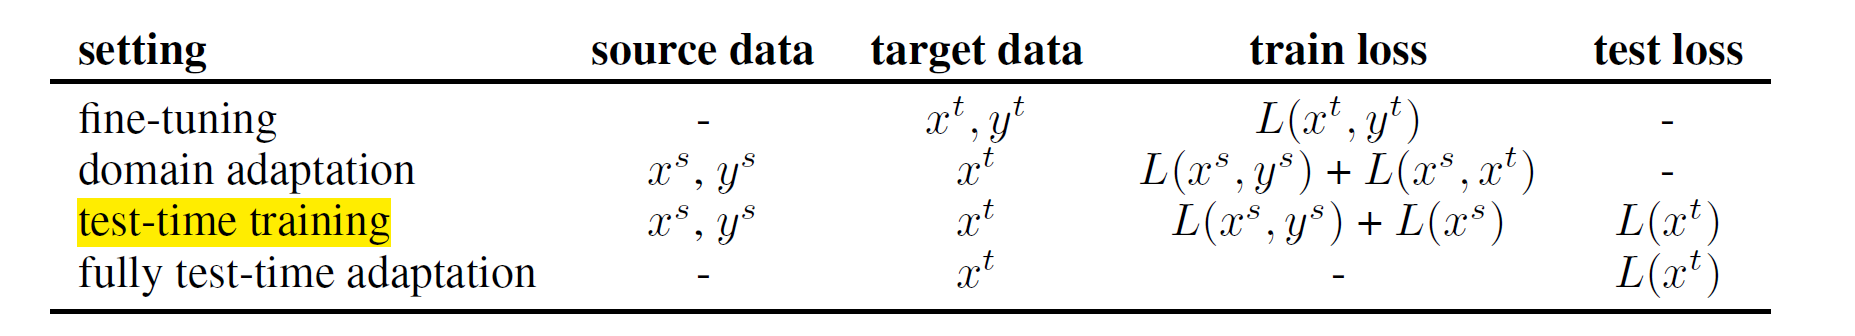 setting source data target data train loss test loss
fine-tuning - x^t, y^t L(x^t, y^t) -
domain adaptation x^s, y^s x^t L(x^s, y^s) + L(x^s, x^t) -
test-time training x^s, y^s x^t L(x^s, y^s) + L(x^s) L(x^t)
fully test-time adaptation - x^t - L(x^t)